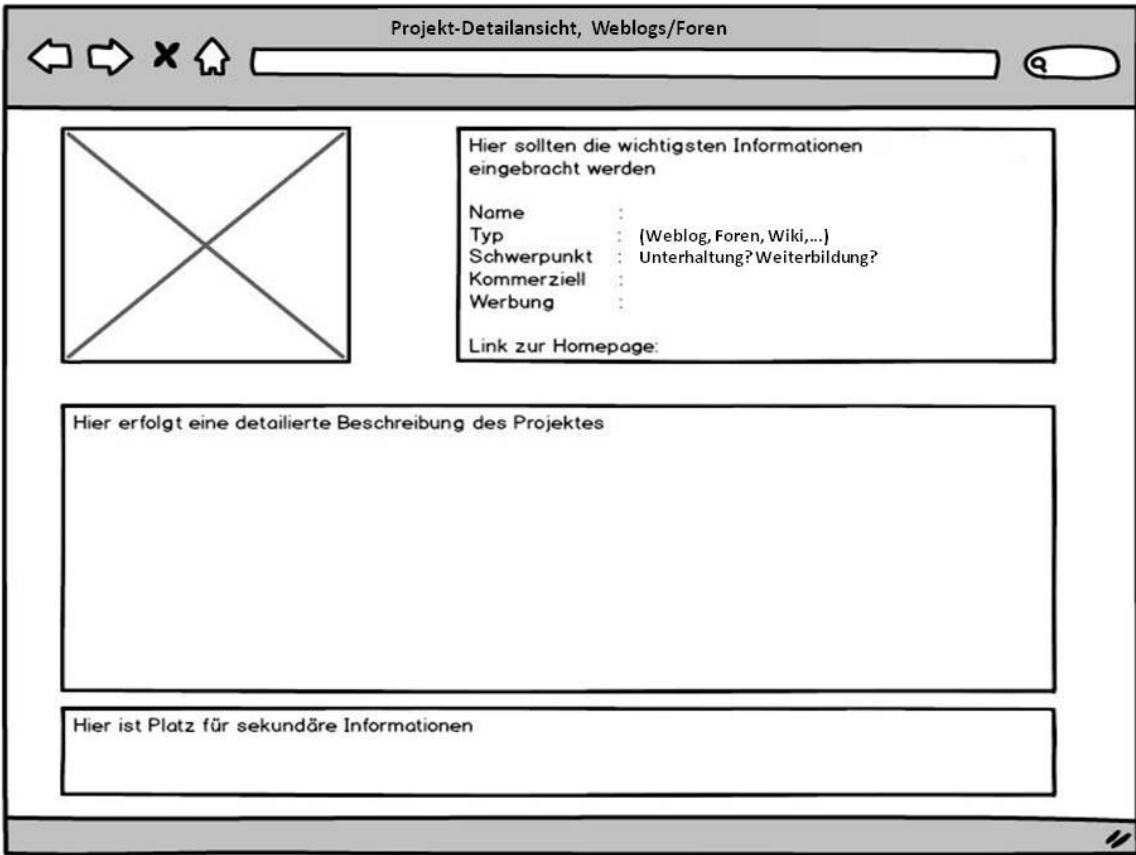 Projekt-Detailansicht, Weblogs/Foren
Hier sollten die wichtigsten Informationen
eingebracht werden
Name :
Typ : (Weblog, Foren, Wiki,...)
Schwerpunkt : Unterhaltung? Weiterbildung?
Kommerziell :
Werbung :
Link zur Homepage:
Hier erfolgt eine detailierte Beschreibung des Projektes
Hier ist Platz für sekundäre Informationen